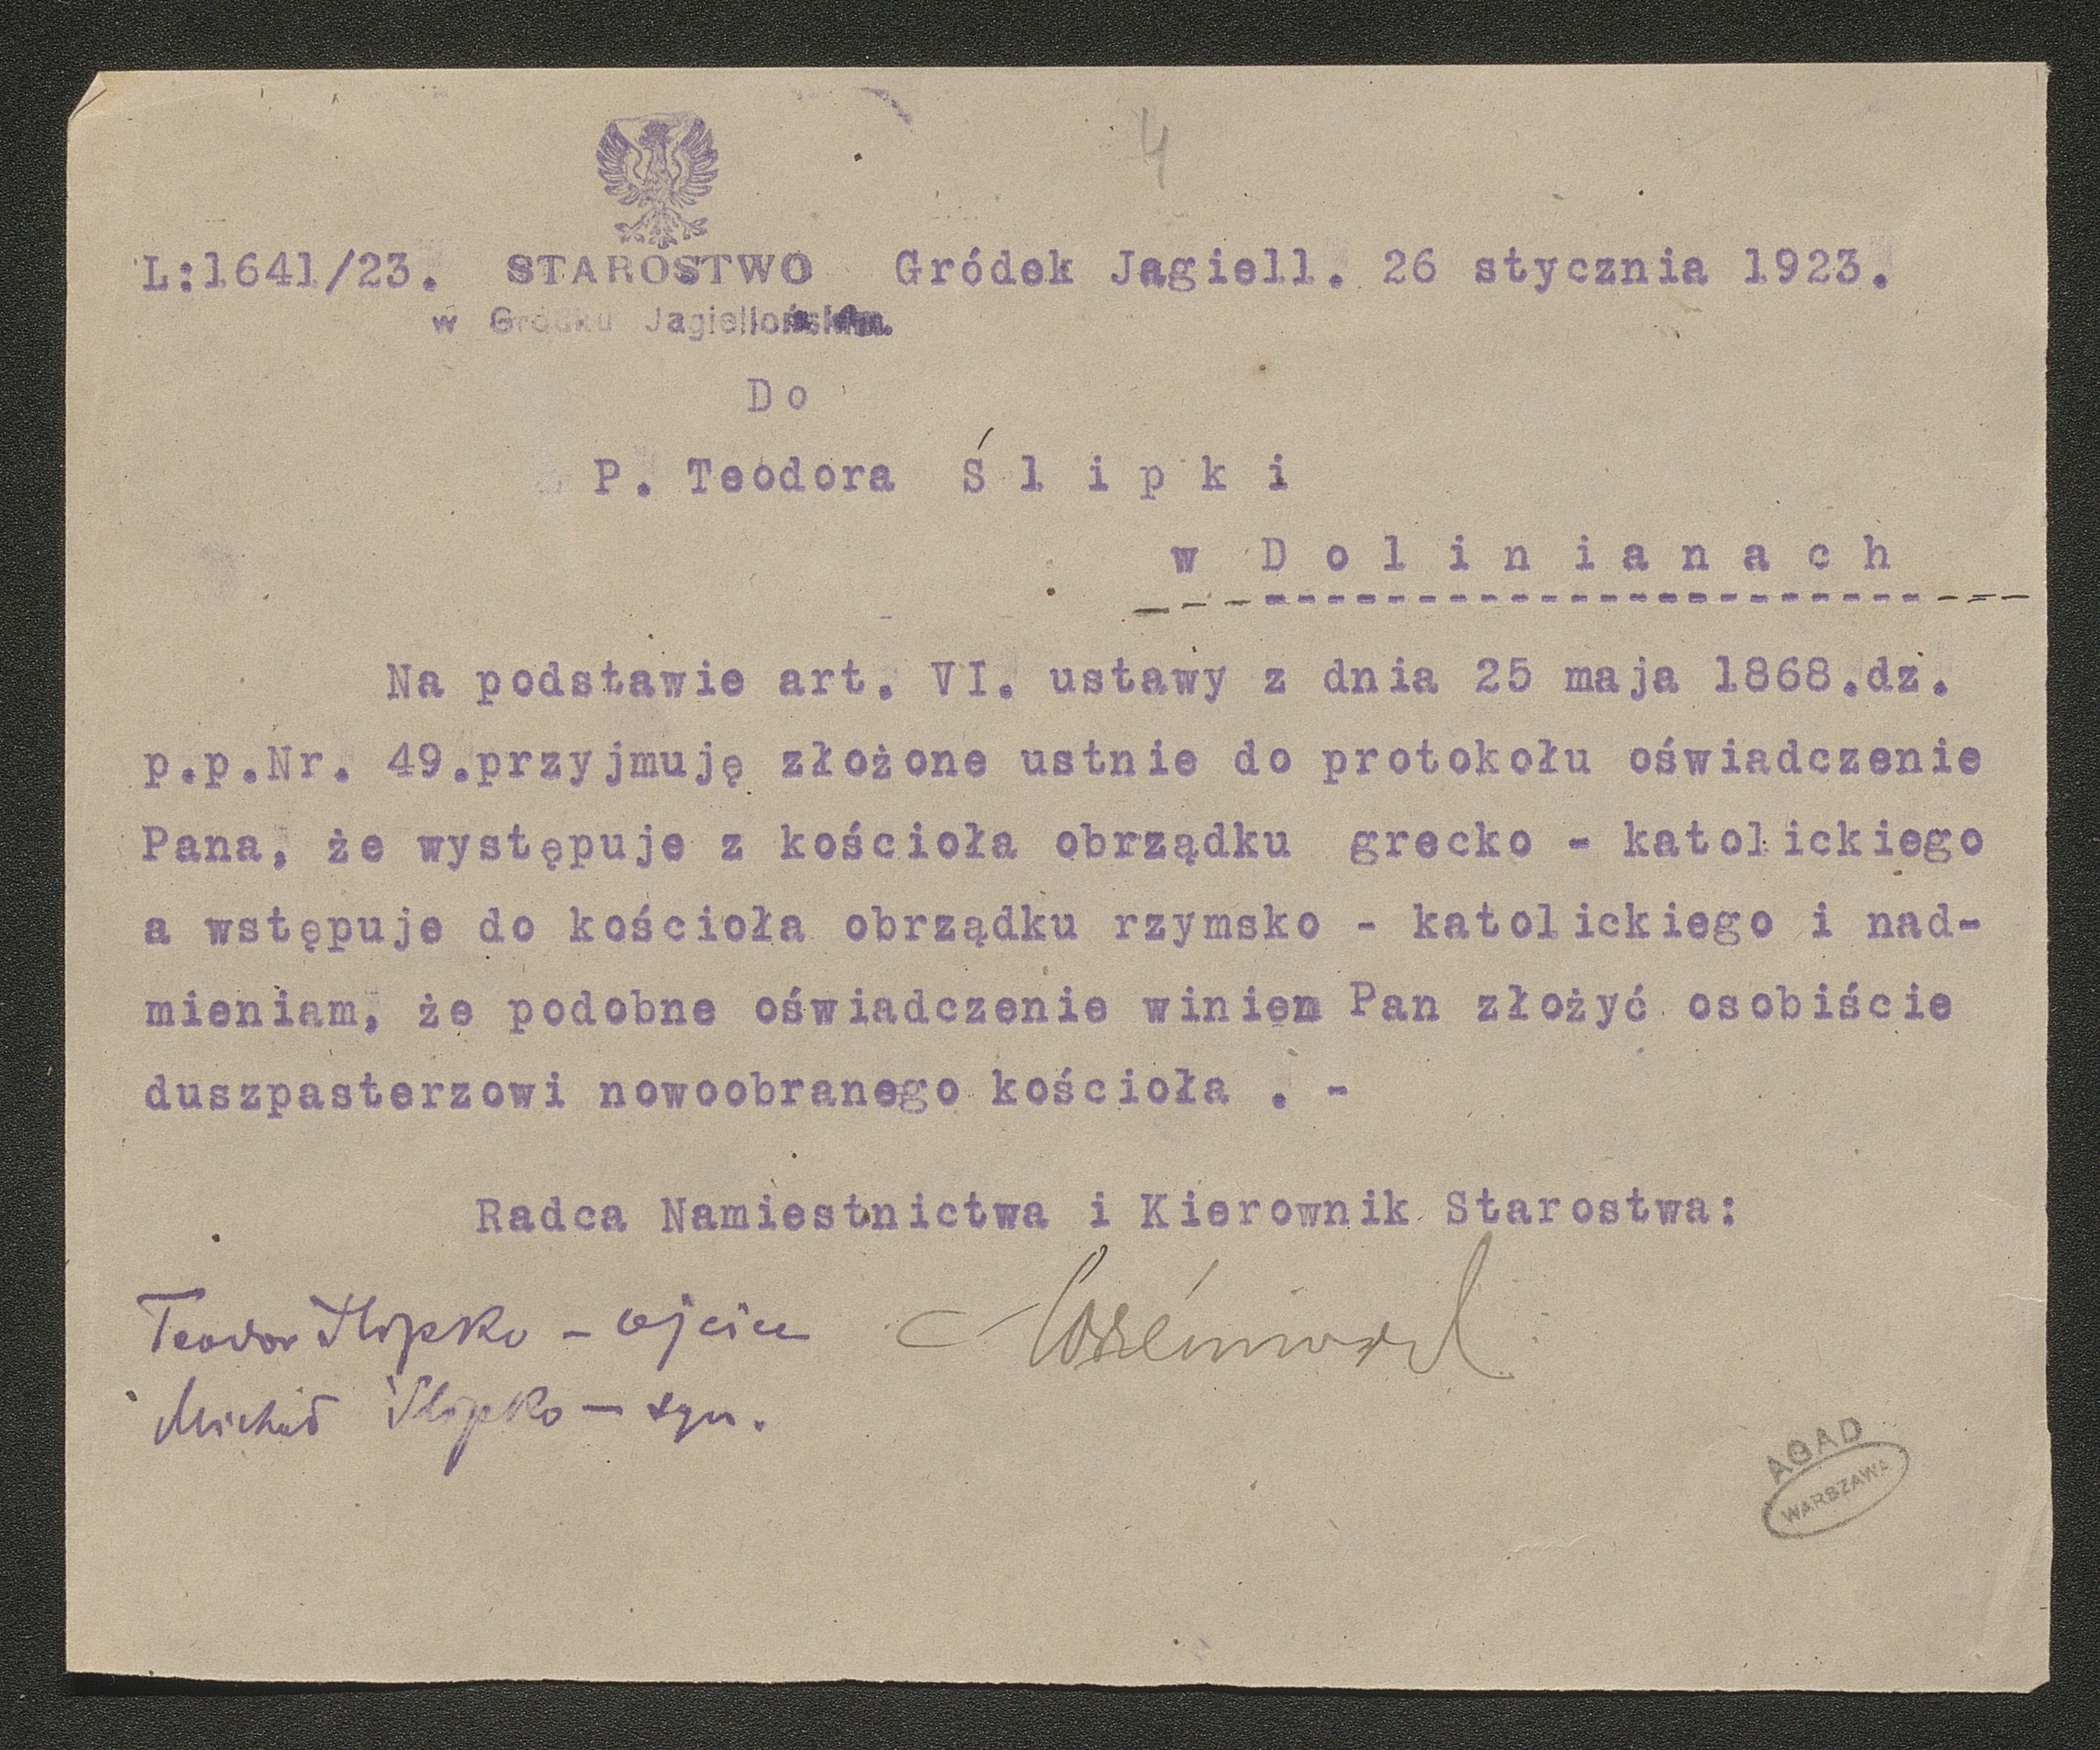 4
L:1641/23. STAROSTWO Gródek Jagiell. 26 stycznia 1923.
w Gródku Jagiellońskim.
Do
P. Teodora Ślipki
w Dolinianach
Na podstawie art. VI. ustawy z dnia 25 maja 1868.dz.
p.p.Nr. 49.przyjmuję złożone ustnie do protokołu oświadczenie
Pana, że występuje z kościoła obrządku grecko - katolickiego
a wstępuje do kościoła obrządku rzymsko - katolickiego i nad-
mieniam, że podobne oświadczenie winien Pan złożyć osobiście
duszpasterzowi nowoobranego kościoła . -
Radca Namiestnictwa i Kierownik Starostwa:
Teodor Slipko - ojciec
Michał Slipko - syn.
AGAD
WARSZAWA